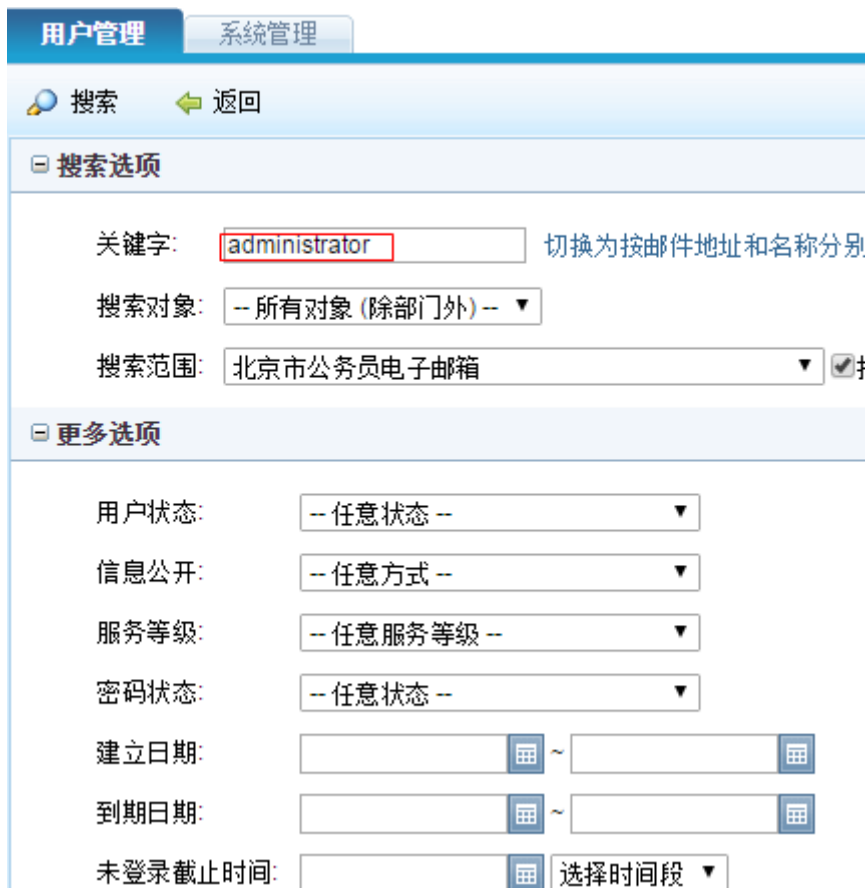 用户管理 系统管理
搜索 返回
搜索选项
关键字: administrator 切换为按邮件地址和名称分别
搜索对象: -- 所有对象 (除部门外) --
搜索范围: 北京市公务员电子邮箱
更多选项
用户状态: -- 任意状态 --
信息公开: -- 任意方式 --
服务等级: -- 任意服务等级 --
密码状态: -- 任意状态 --
建立日期: ~
到期日期: ~
未登录截止时间: 选择时间段